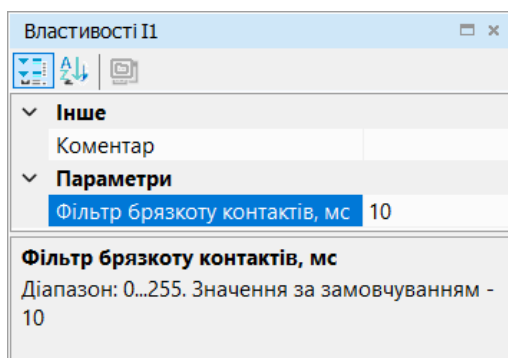 Властивості I1
Інше
Коментар
Параметри
Фільтр брязкоту контактів, мс 10
Фільтр брязкоту контактів, мс
Діапазон: 0...255. Значення за замовчуванням -
10